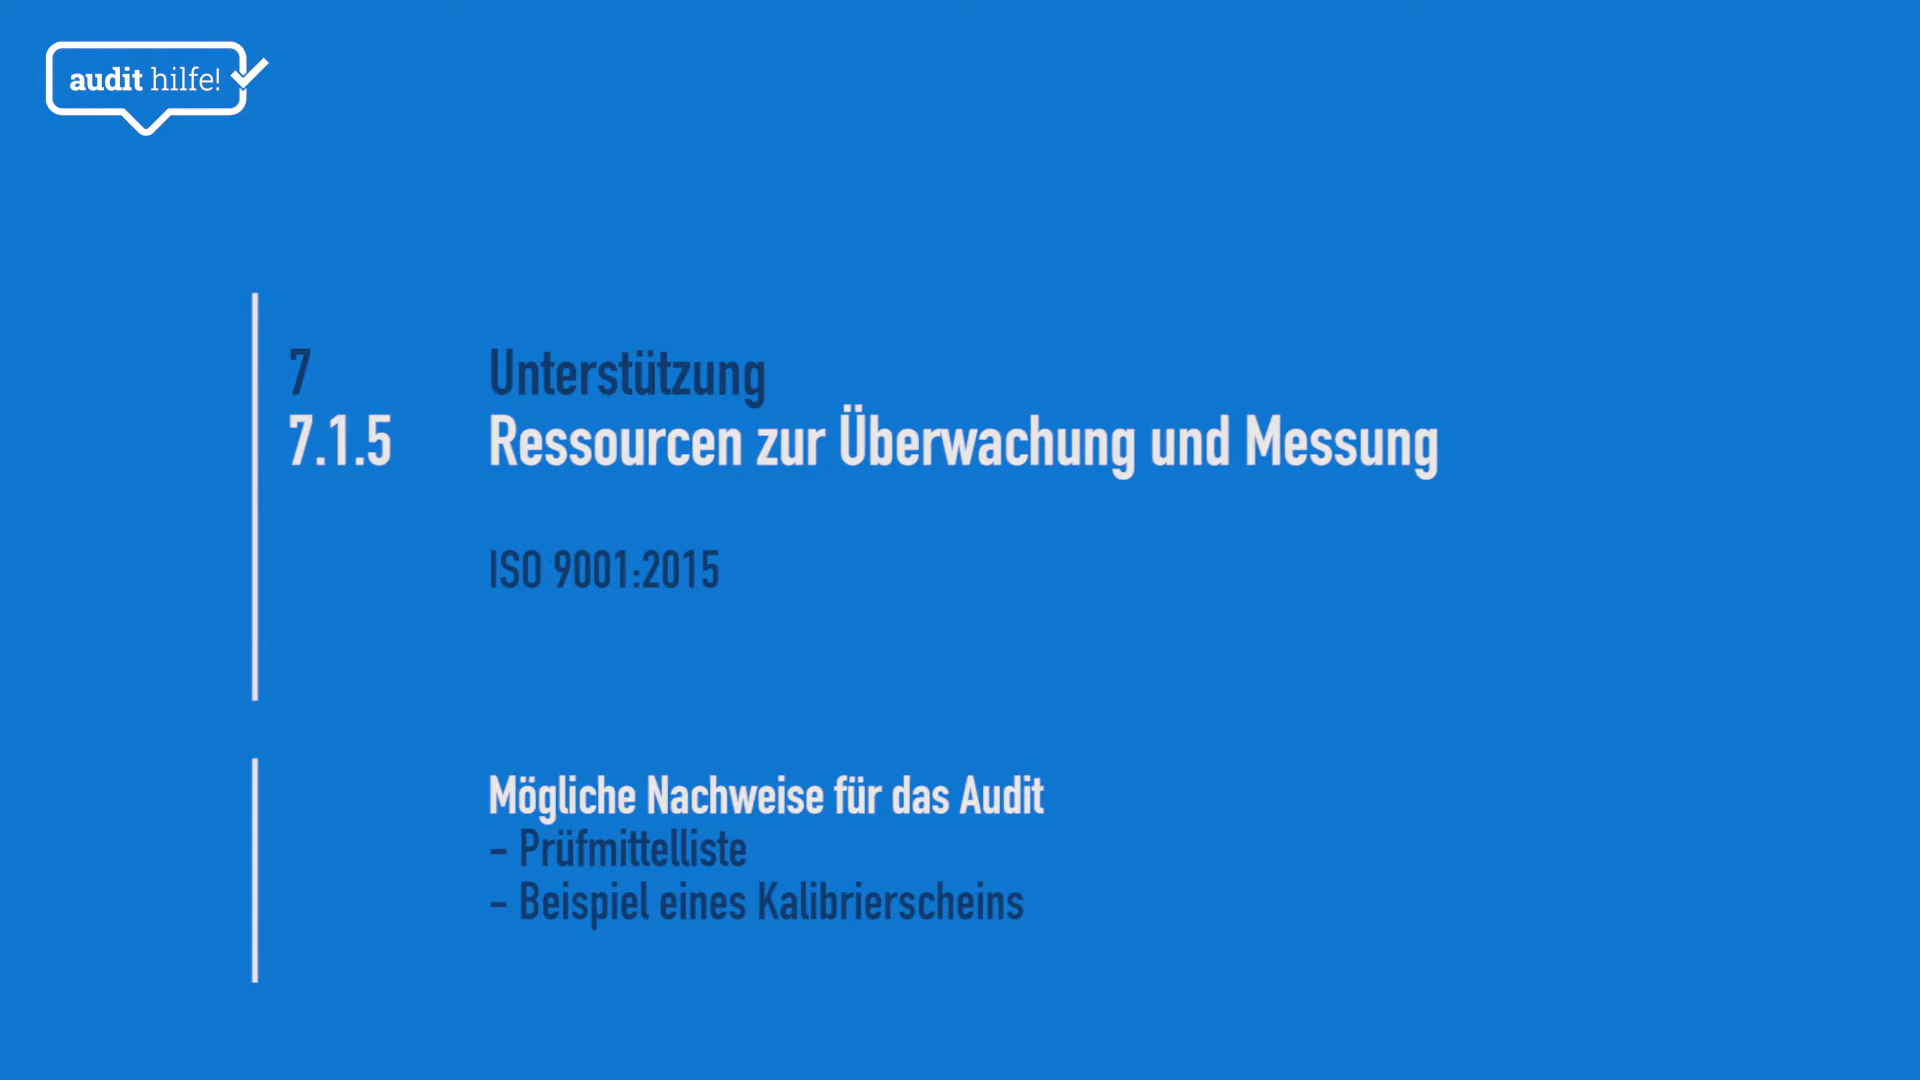 audit hilfe!
7 Unterstützung
7.1.5 Ressourcen zur Überwachung und Messung
ISO 9001:2015
Mögliche Nachweise für das Audit
- Prüfmittelliste
- Beispiel eines Kalibrierscheins